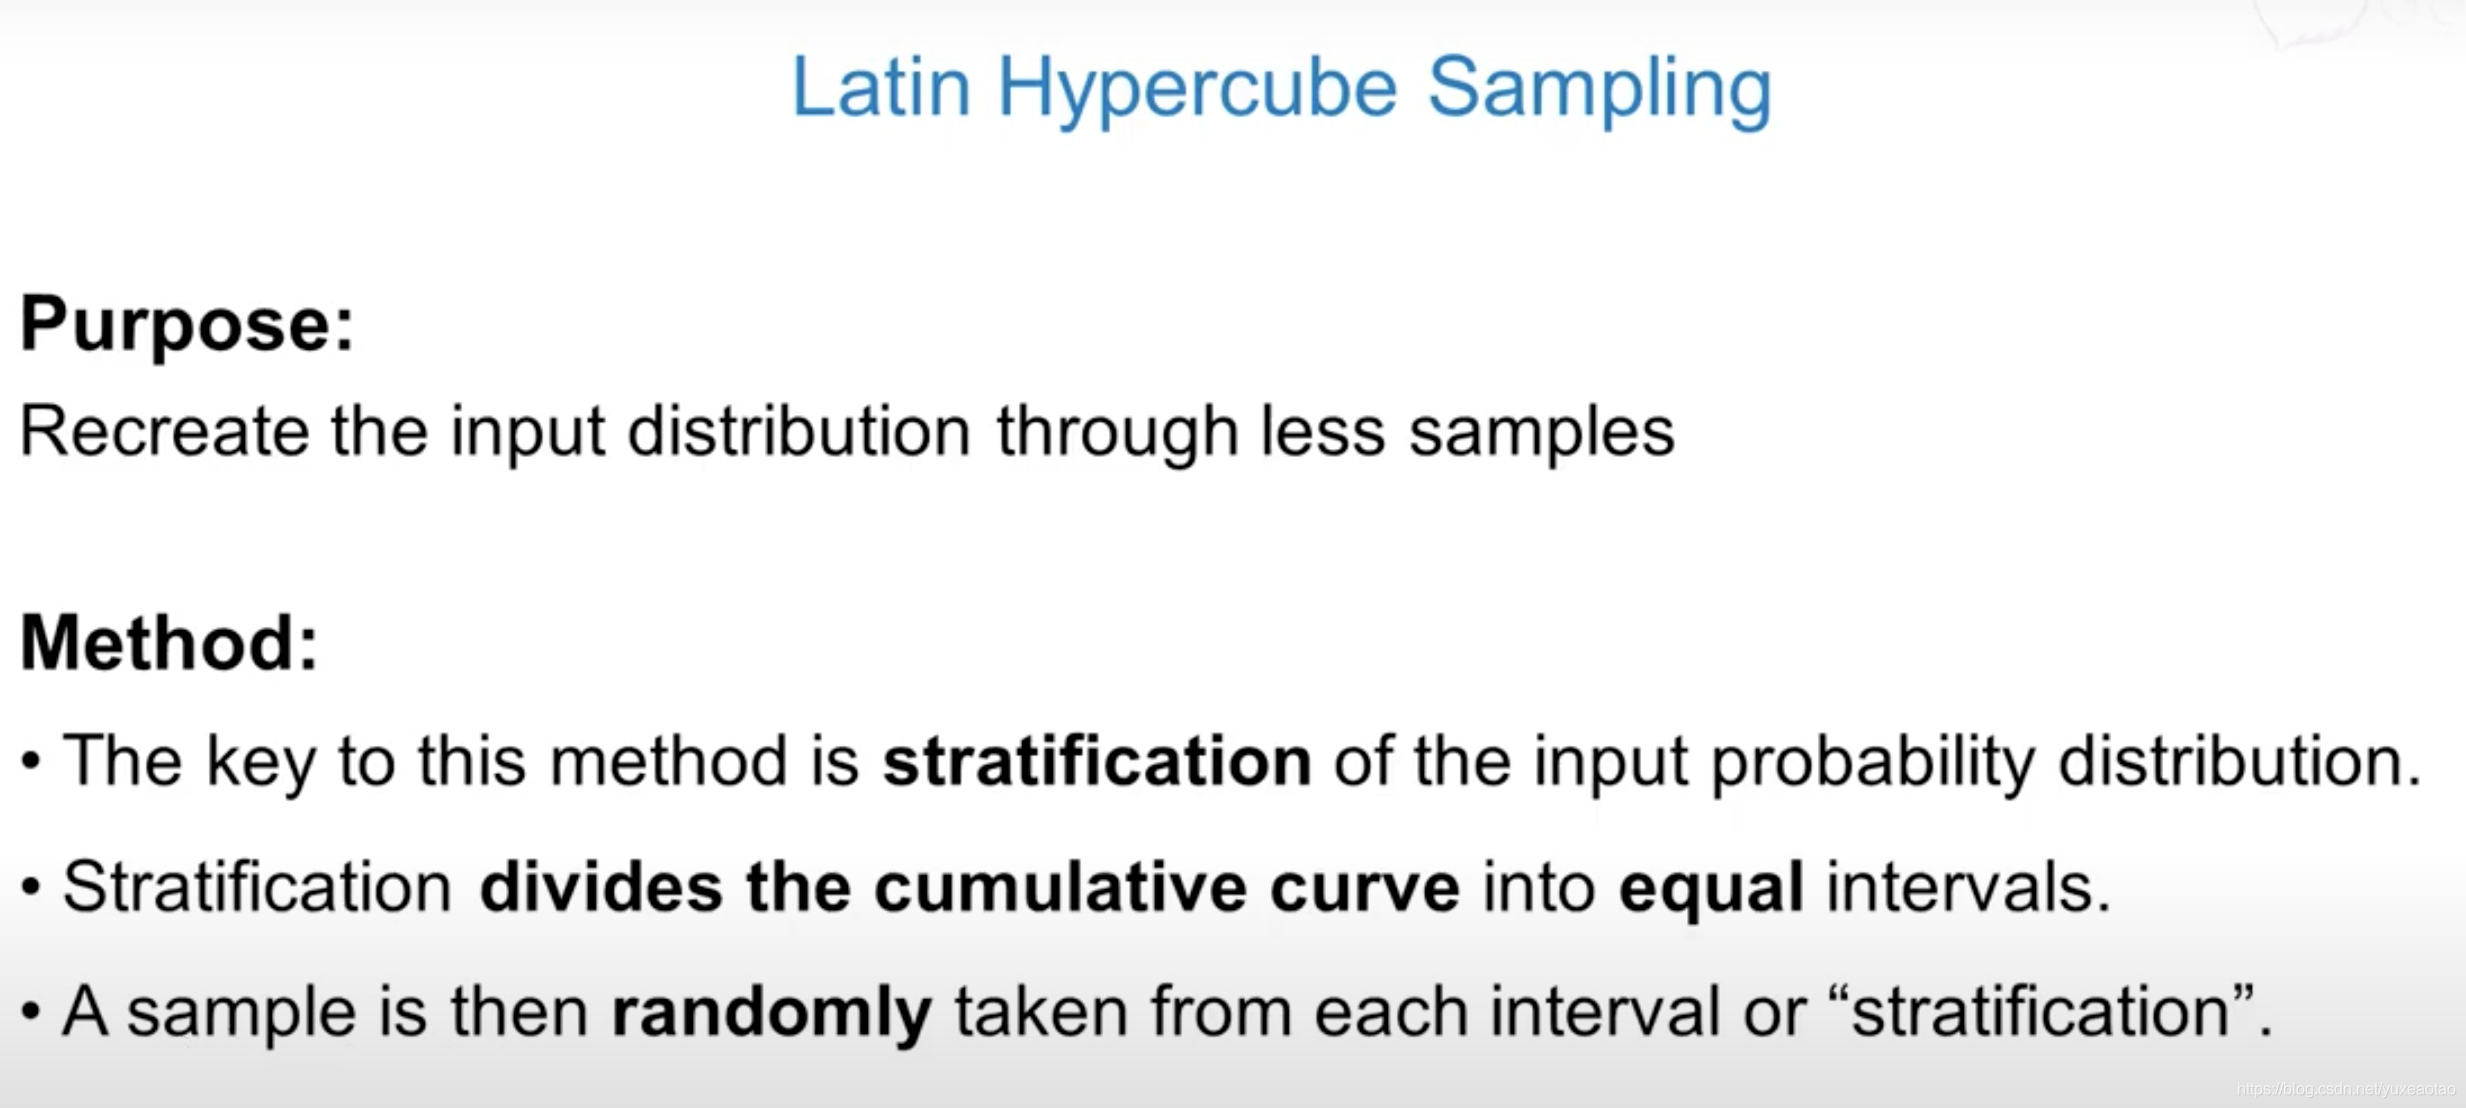 Latin Hypercube Sampling
Purpose:
Recreate the input distribution through less samples
Method:
• The key to this method is stratification of the input probability distribution.
• Stratification divides the cumulative curve into equal intervals.
• A sample is then randomly taken from each interval or “stratification”.
https://blog.csdn.net/yuxeaotao